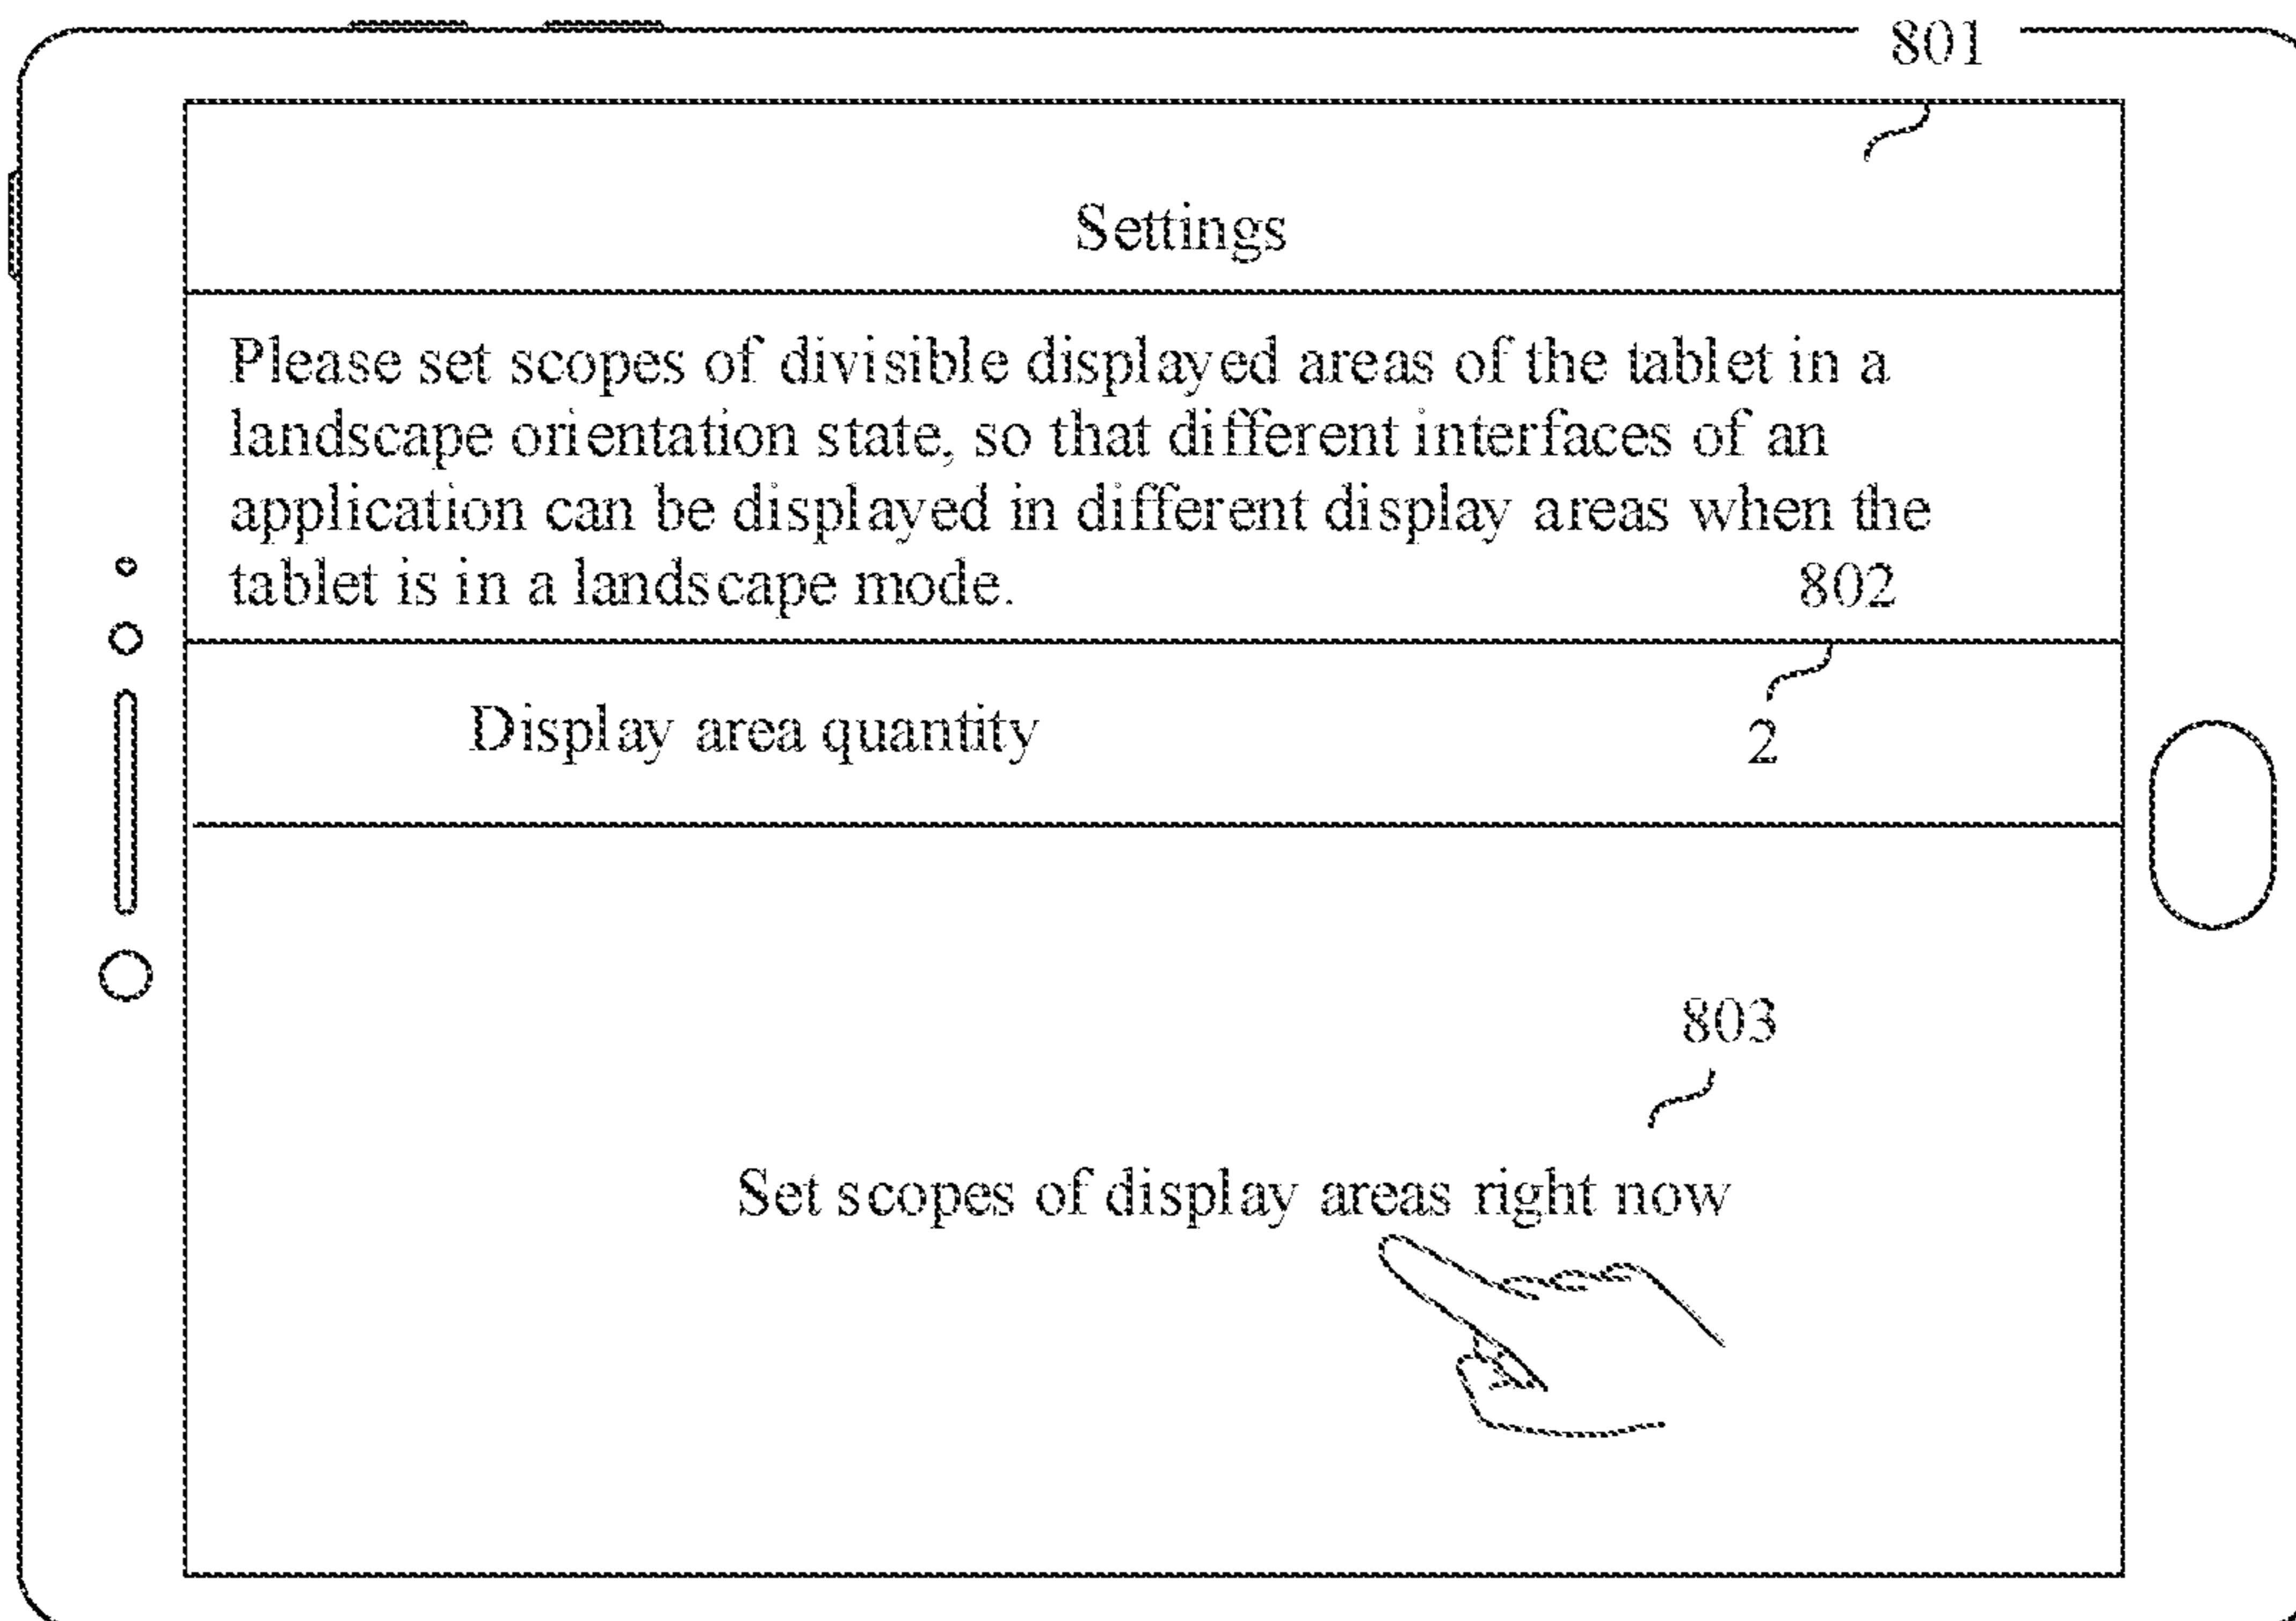 801
Settings
Please set scopes of divisible displayed areas of the tablet in a
landscape orientation state, so that different interfaces of an
application can be displayed in different display areas when the
tablet is in a landscape mode.
802
Display area quantity 2
803
Set scopes of display areas right now